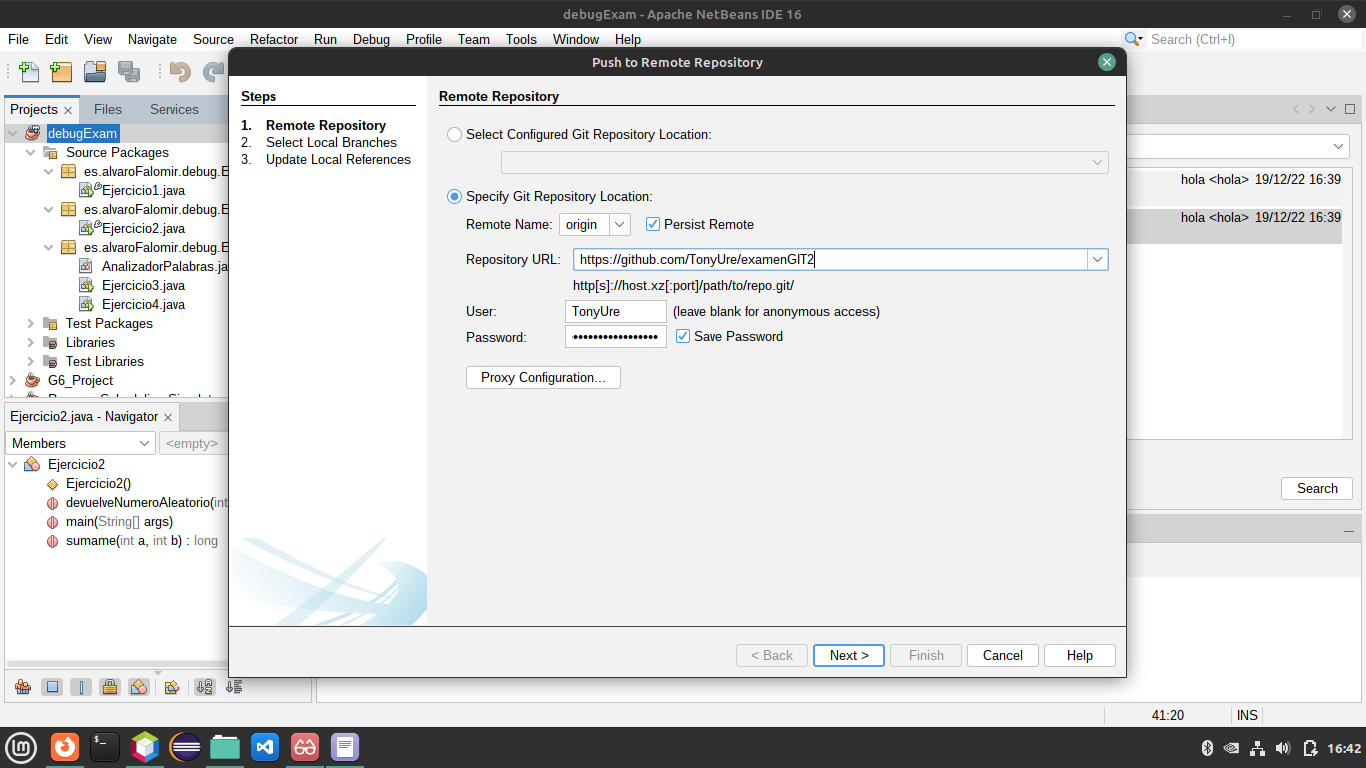 debugExam - Apache NetBeans IDE 16
File Edit View Navigate Source Refactor Run Debug Profile Team Tools Window Help
Search (Ctrl+I)
Push to Remote Repository
Projects Files Services
debugExam
Source Packages
es.alvaroFalomir.debug.E
Ejercicio1.java
es.alvaroFalomir.debug.E
Ejercicio2.java
es.alvaroFalomir.debug.E
AnalizadorPalabras.ja
Ejercicio3.java
Ejercicio4.java
Test Packages
Libraries
Test Libraries
G6_Project
Ejercicio2.java - Navigator
Members
<empty>
Ejercicio2
Ejercicio2()
devuelveNumeroAleatorio(int
main(String[] args)
sumame(int a, int b) : long
Steps
1. Remote Repository
2. Select Local Branches
3. Update Local References
Remote Repository
Select Configured Git Repository Location:
Specify Git Repository Location:
Remote Name: origin Persist Remote
Repository URL: https://github.com/TonyUre/examenGIT2
http[s]://host.xz[:port]/path/to/repo.git/
User: TonyUre (leave blank for anonymous access)
Password: ••••••••••••••••• Save Password
Proxy Configuration...
< Back Next > Finish Cancel Help
hola <hola> 19/12/22 16:39
hola <hola> 19/12/22 16:39
Search
41:20 INS
16:42